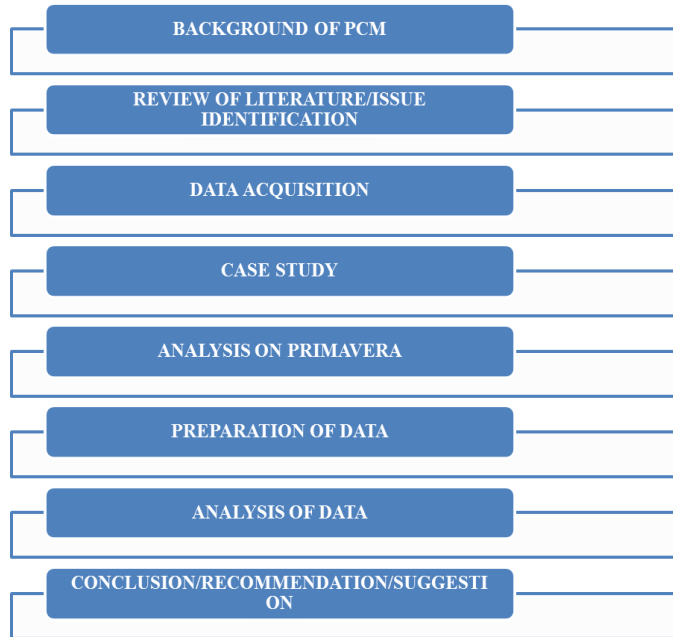 BACKGROUND OF PCM
REVIEW OF LITERATURE/ISSUE
IDENTIFICATION
DATA ACQUISITION
CASE STUDY
ANALYSIS ON PRIMAVERA
PREPARATION OF DATA
ANALYSIS OF DATA
CONCLUSION/RECOMMENDATION/SUGGESTI
ON